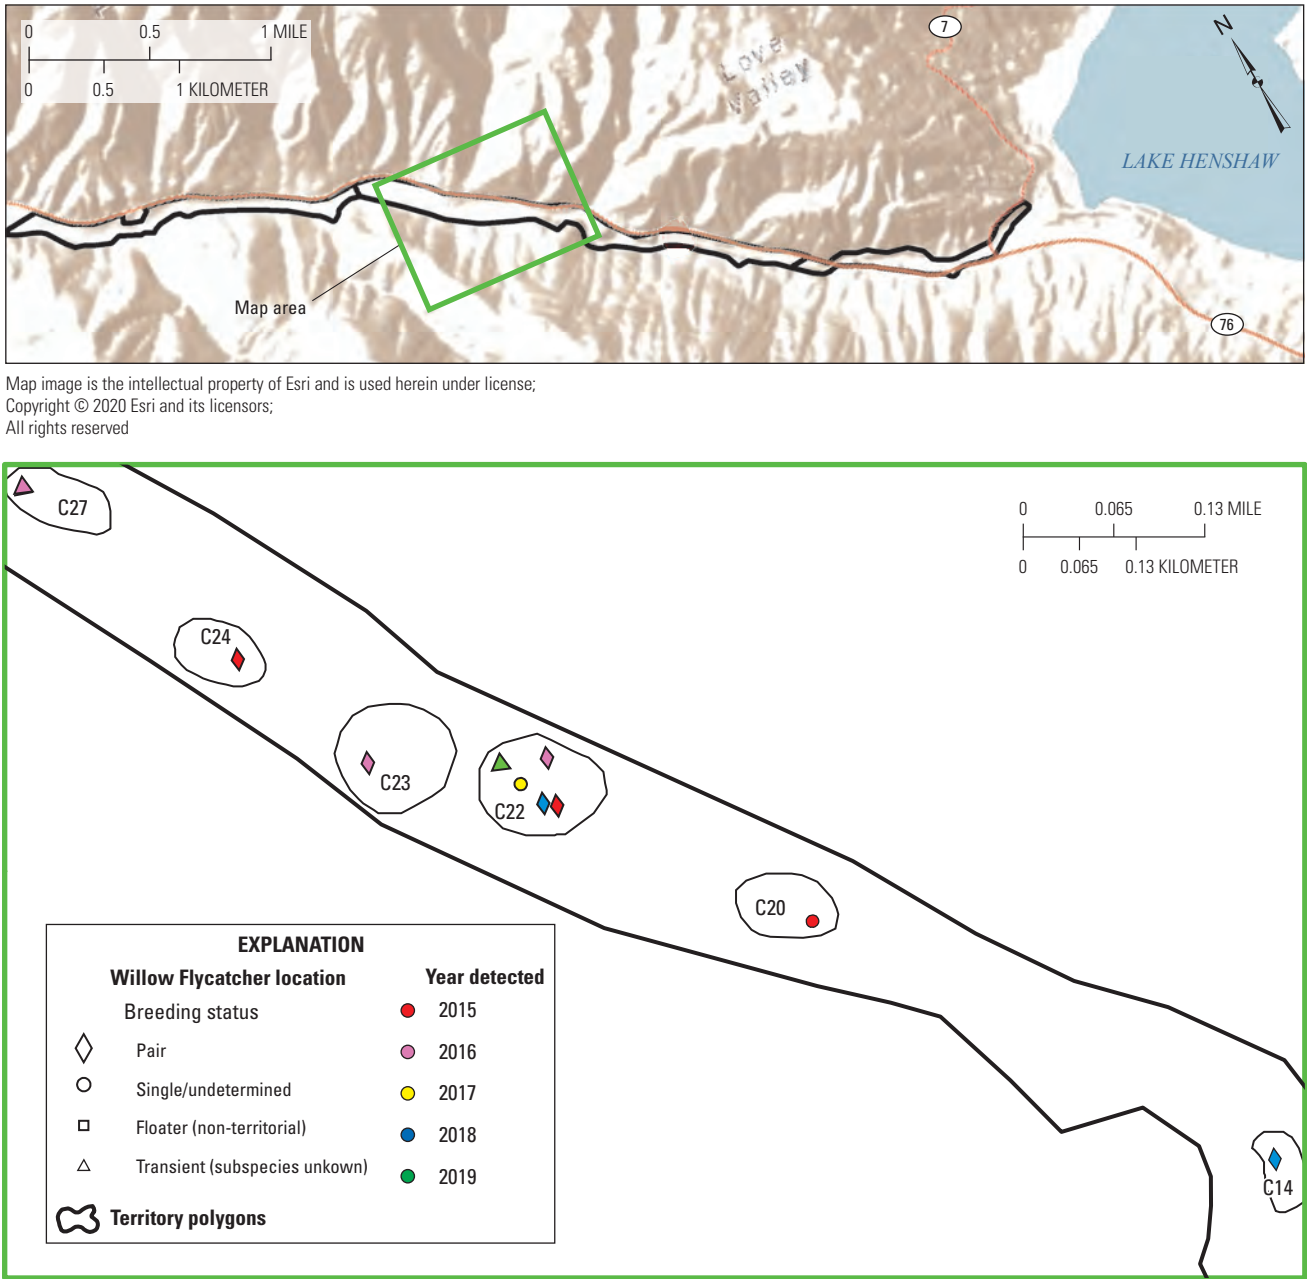 0 0.5 1 MILE
0 0.5 1 KILOMETER
Love
Valley
7
N
LAKE HENSHAW
Map area
76
Map image is the intellectual property of Esri and is used herein under license;
Copyright © 2020 Esri and its licensors;
All rights reserved
C27
0 0.065 0.13 MILE
0 0.065 0.13 KILOMETER
C24
C23
C22
C20
C14
EXPLANATION
Willow Flycatcher location
Breeding status
Pair
Single/undetermined
Floater (non-territorial)
Transient (subspecies unkown)
Territory polygons
Year detected
2015
2016
2017
2018
2019